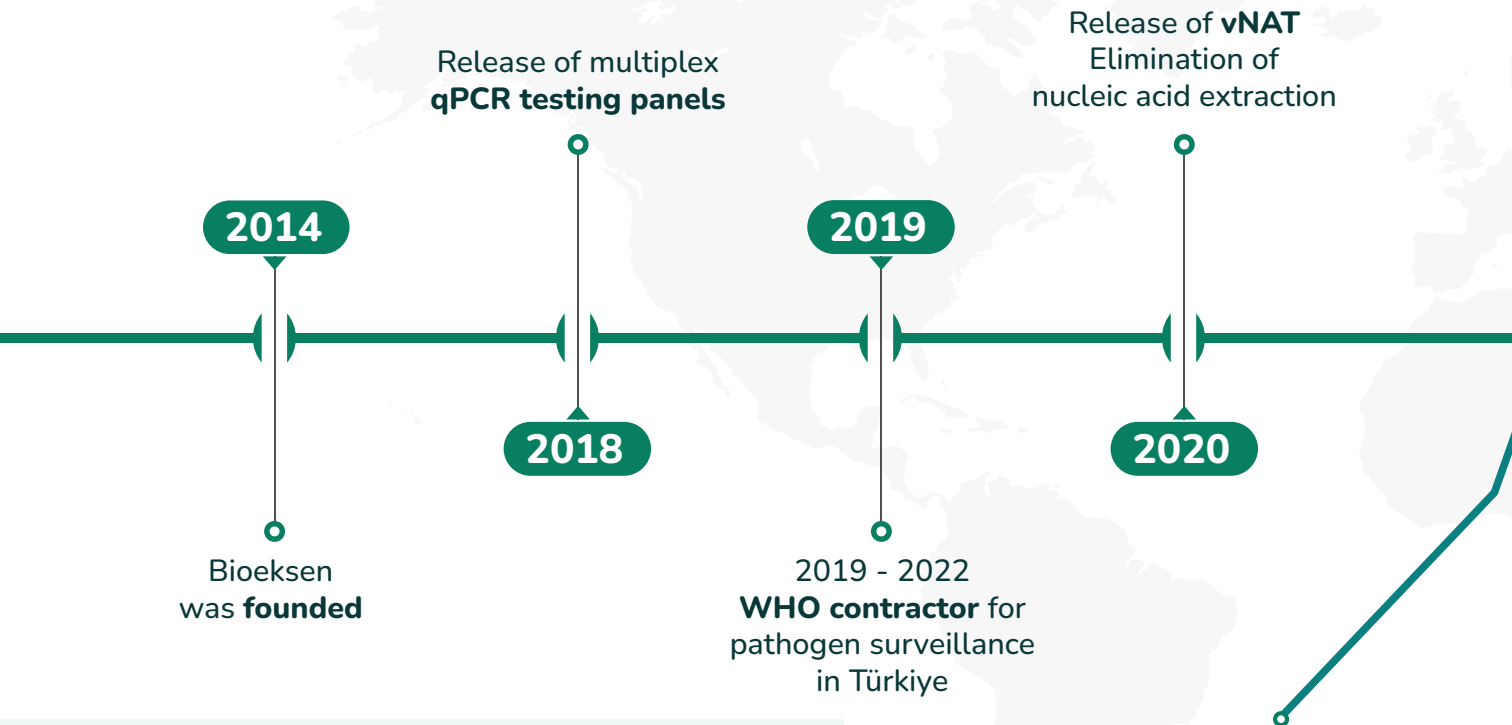 2014
Bioeksen
was founded
Release of multiplex
qPCR testing panels
2018
2019
2019 - 2022
WHO contractor for
pathogen surveillance
in Türkiye
Release of vNAT
Elimination of
nucleic acid extraction
2020